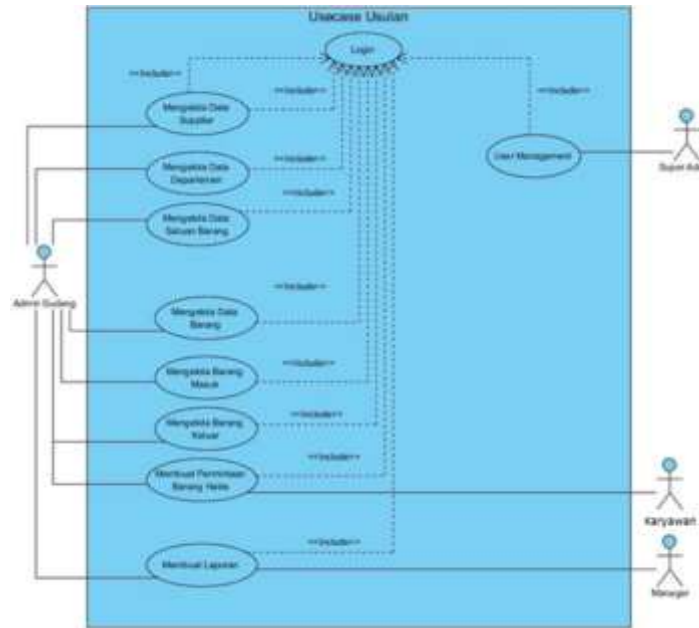 Usecase Usulan
Login
<<Include>>
<<Include>>
<<Include>>
Mengelola Data
Supplier
<<Include>>
Mengelola Data
Departemen
User Management
Super Ad
<<Include>>
Mengelola Data
Satuan Barang
Admin Gudang
<<Include>>
Mengelola Data
Barang
<<Include>>
Mengelola Barang
Masuk
<<Include>>
Mengelola Barang
Keluar
<<Include>>
Membuat Permintaan
Barang
Karyawan
<<Include>>
Membuat Laporan
Manager